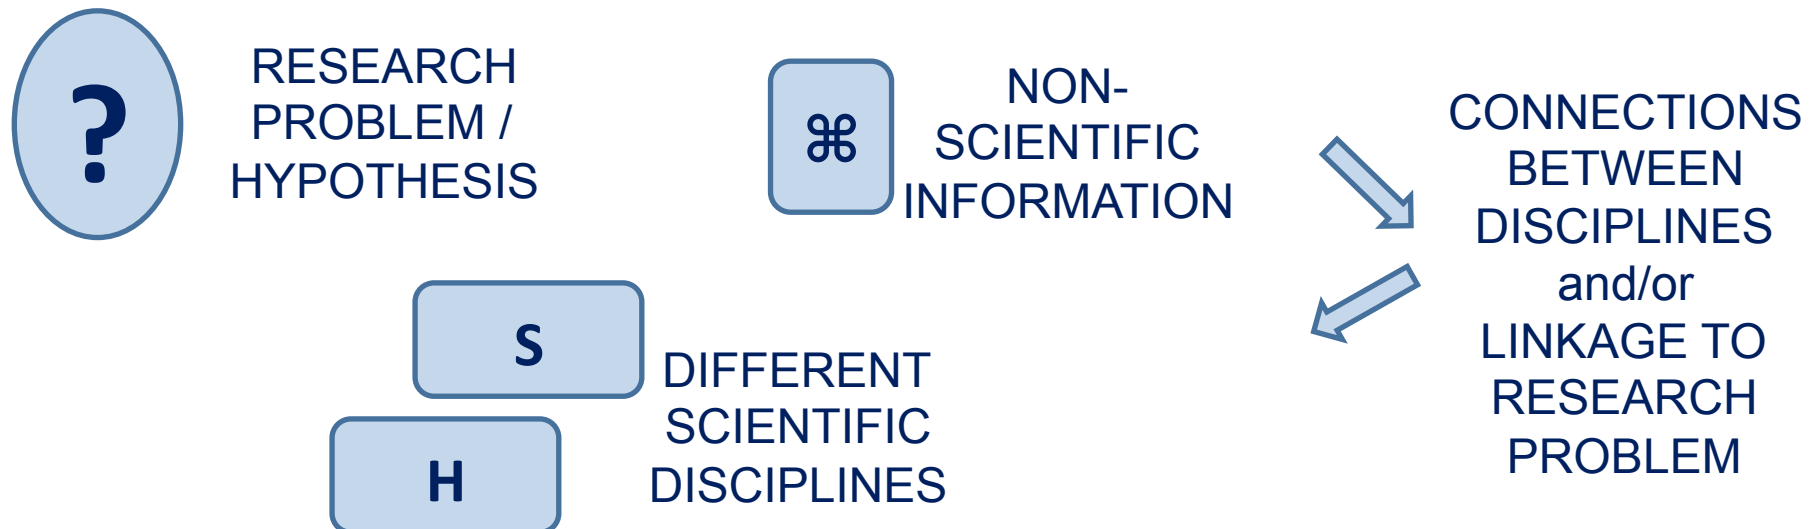 ?
RESEARCH
PROBLEM /
HYPOTHESIS
⌘
NON-
SCIENTIFIC
INFORMATION
S
H
DIFFERENT
SCIENTIFIC
DISCIPLINES
CONNECTIONS
BETWEEN
DISCIPLINES
and/or
LINKAGE TO
RESEARCH
PROBLEM